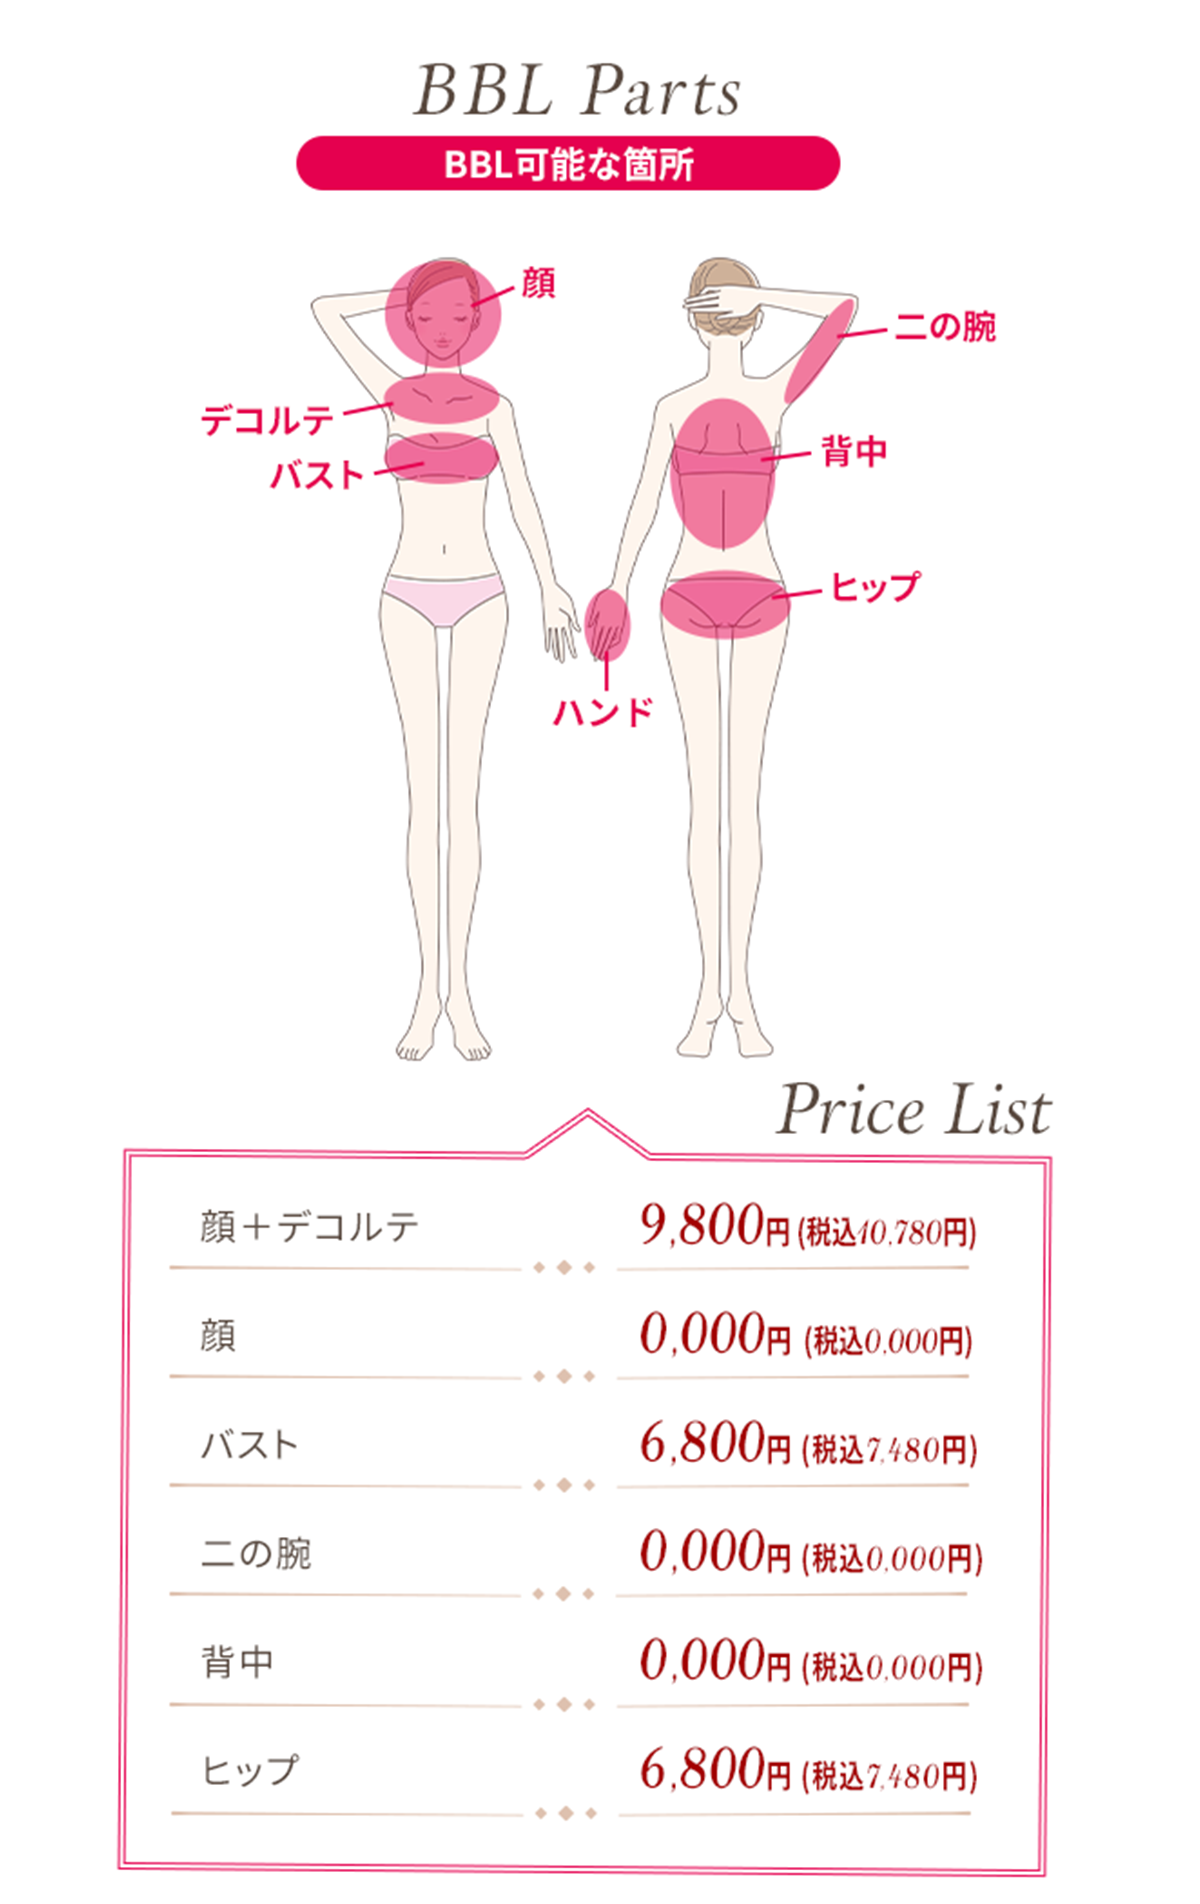 BBL Parts
BBL可能な箇所
顔
二の腕
デコルテ
背中
バスト
ヒップ
ハンド
Price List
顔＋デコルテ 9,800円 (税込10,780円)
顔 0,000円 (税込0,000円)
バスト 6,800円 (税込7,480円)
二の腕 0,000円 (税込0,000円)
背中 0,000円 (税込0,000円)
ヒップ 6,800円 (税込7,480円)